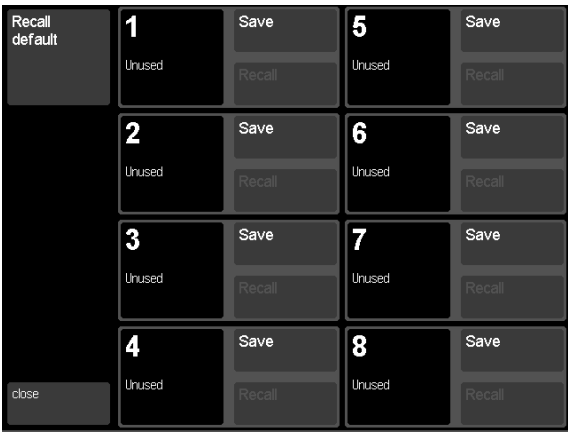 Recall
default
1
Save
Unused
Recall
5
Save
Unused
Recall
2
Save
Unused
Recall
6
Save
Unused
Recall
3
Save
Unused
Recall
7
Save
Unused
Recall
4
Save
Unused
Recall
8
Save
Unused
Recall
close